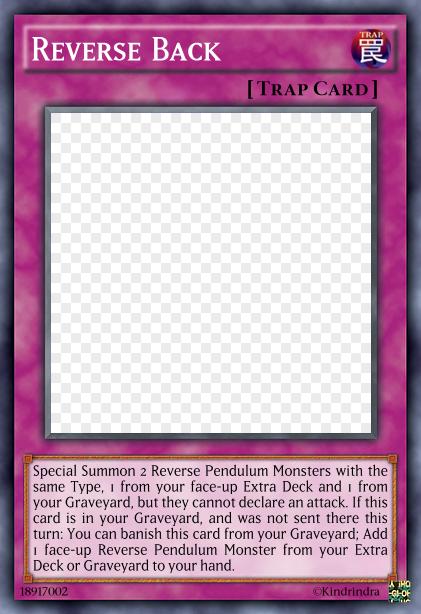 REVERSE BACK
TRAP
罠
[TRAP CARD]
Special Summon 2 Reverse Pendulum Monsters with the
same Type, 1 from your face-up Extra Deck and 1 from
your Graveyard, but they cannot declare an attack. If this
card is in your Graveyard, and was not sent there this
turn: You can banish this card from your Graveyard; Add
1 face-up Reverse Pendulum Monster from your Extra
Deck or Graveyard to your hand.
18917002
©Kindrindra